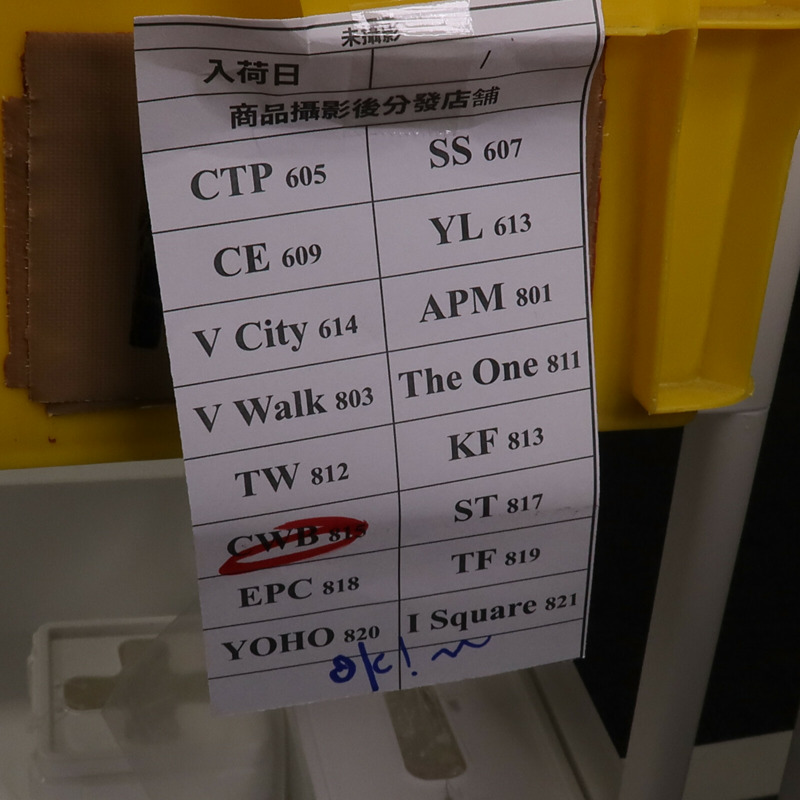 未攝影
入荷日 /
商品攝影後分發店舖
CTP 605 SS 607
CE 609 YL 613
V City 614 APM 801
V Walk 803 The One 811
TW 812 KF 813
CWB 815 ST 817
EPC 818 TF 819
YOHO 820 I Square 821
ok!